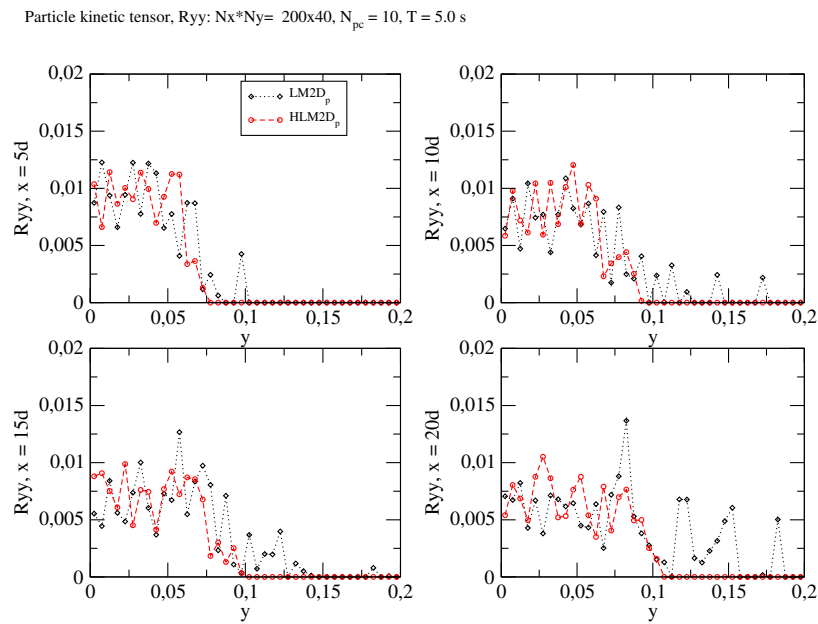 Particle kinetic tensor, Ryy: Nx*Ny= 200x40, N_pc = 10, T = 5.0 s
0,02
0,015
0,01
0,005
0
Ryy, x = 5d
LM2D_p
HLM2D_p
0 0,05 0,1 0,15 0,2
y
0,02
0,015
0,01
0,005
0
Ryy, x = 10d
0 0,05 0,1 0,15 0,2
y
0,02
0,015
0,01
0,005
0
Ryy, x = 15d
0 0,05 0,1 0,15 0,2
y
0,02
0,015
0,01
0,005
0
Ryy, x = 20d
0 0,05 0,1 0,15 0,2
y